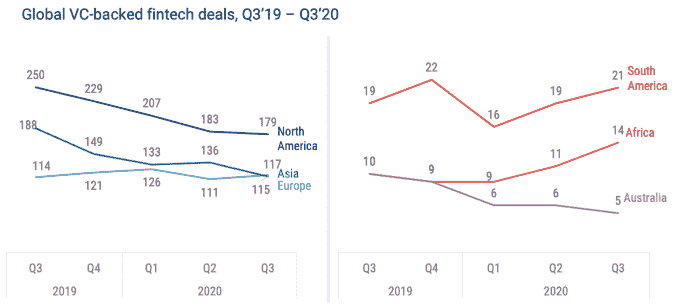 Global VC-backed fintech deals, Q3'19 – Q3'20
250
229
207
183
179
North
America
188
149
133
136
117
Asia
114
121
126
111
115
Europe
Q3
Q4
Q1
Q2
Q3
2019
2020
19
22
16
19
21
South
America
14
Africa
10
9
9
11
6
6
5
Australia
Q3
Q4
Q1
Q2
Q3
2019
2020